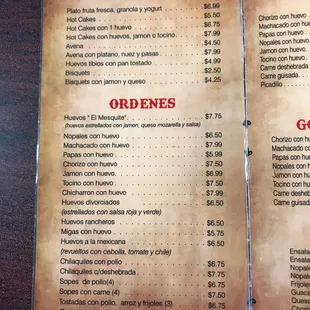 Plato fruta fresca, granola y yogurt $6.99
Hot Cakes $5.50
Hot Cakes con 1 huevo $6.75
Hot Cakes con huevos, jamon o tocino $7.99
Avena $4.50
Avena con platano, nuez y pasas $7.99
Huevos tibios con pan tostado $4.99
Bisquets $2.50
Bisquets con jamon y queso $4.25
ORDENES
Huevos " El Mesquite" $7.75
(huevos estrellados con jamon, queso mozarella y salsa)
Nopales con huevo $6.50
Machacado con huevo $7.99
Papas con huevo $5.99
Chorizo con huevo $7.50
Jamon con huevo $6.99
Tocino con huevo $7.50
Chicharron con huevo $7.99
Huevos divorciados $6.50
(estrellados con salsa roja y verde)
Huevos rancheros $6.50
Migas con huevo $5.75
Huevos a la mexicana $6.50
(revueltos con cebolla, tomate y chile)
Chilaquiles con pollo $6.75
Chilaquiles c/deshebrada $7.75
Sopes de pollo(4) $6.75
Sopes con carne (4) $7.50
Tostadas con pollo, arroz y frijoles (3) $6.75
Chorizo con huevo
Machacado con huevo
Papas con huevo
Nopales con huevo
Jamon con huevo
Tocino con huevo
Carne deshebrada
Carne guisada
Picadillo
Chorizo con huevo
Machacado con
Papas con huevo
Nopales con huevo
Jamon con huevo
Tocino con huevo
Carne deshebrada
Carne guisada